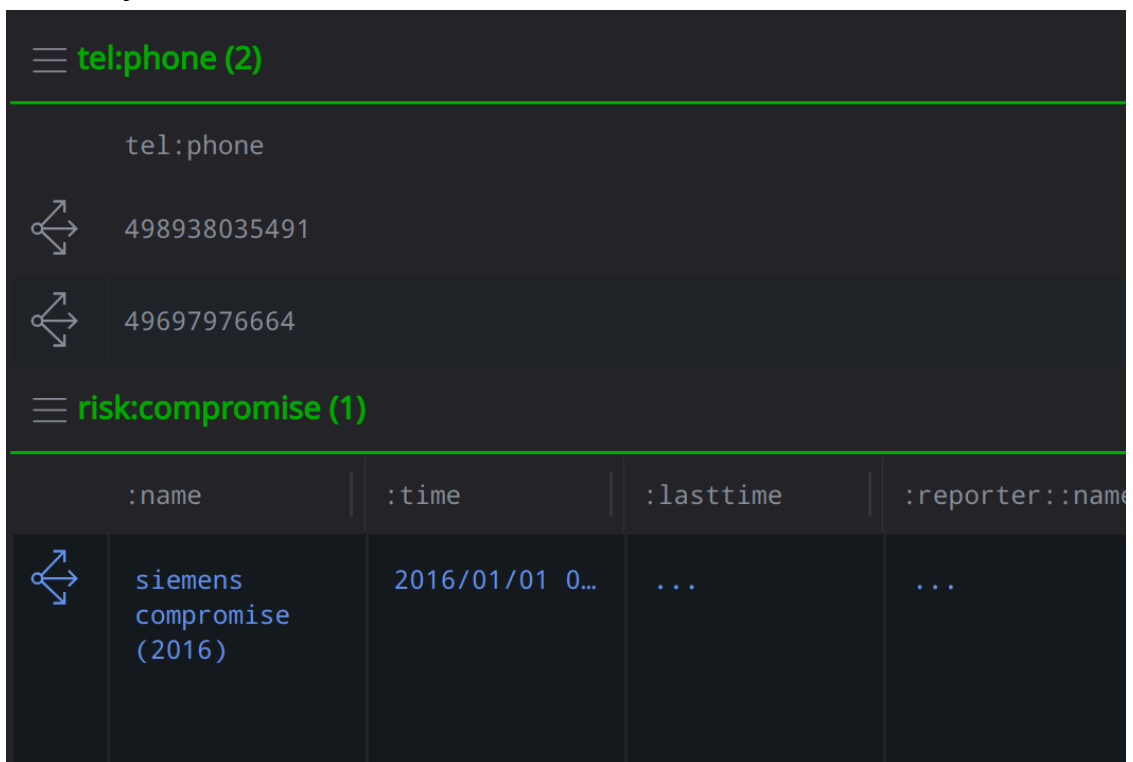 tel:phone (2)
tel:phone
498938035491
49697976664
risk:compromise (1)
:name :time :lasttime :reporter::name
siemens 2016/01/01 0… ... ...
compromise
(2016)